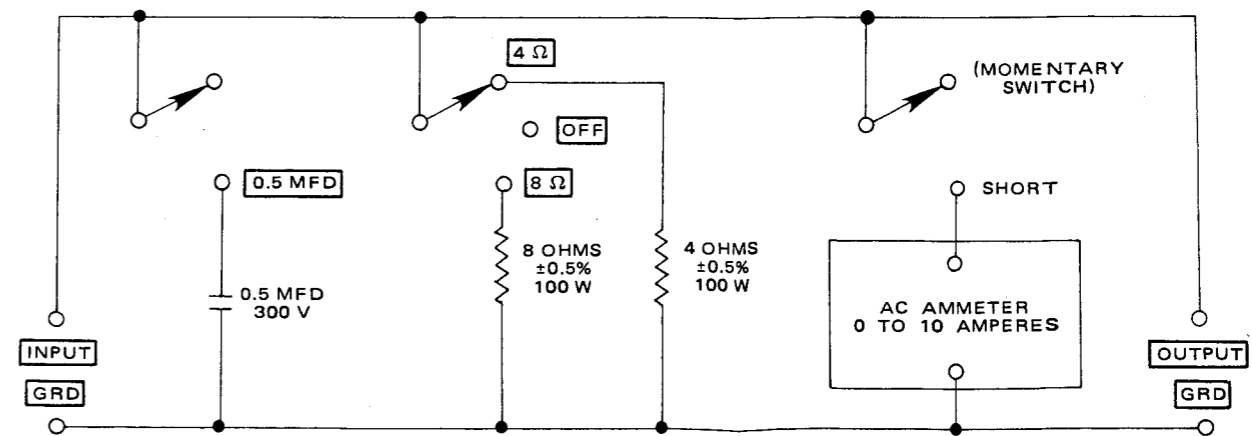 4 Ω
(MOMENTARY
SWITCH)
OFF
0.5 MFD
8 Ω
SHORT
8 OHMS
±0.5%
100 W
4 OHMS
±0.5%
100 W
0.5 MFD
300 V
AC AMMETER
0 TO 10 AMPERES
INPUT
GRD
OUTPUT
GRD